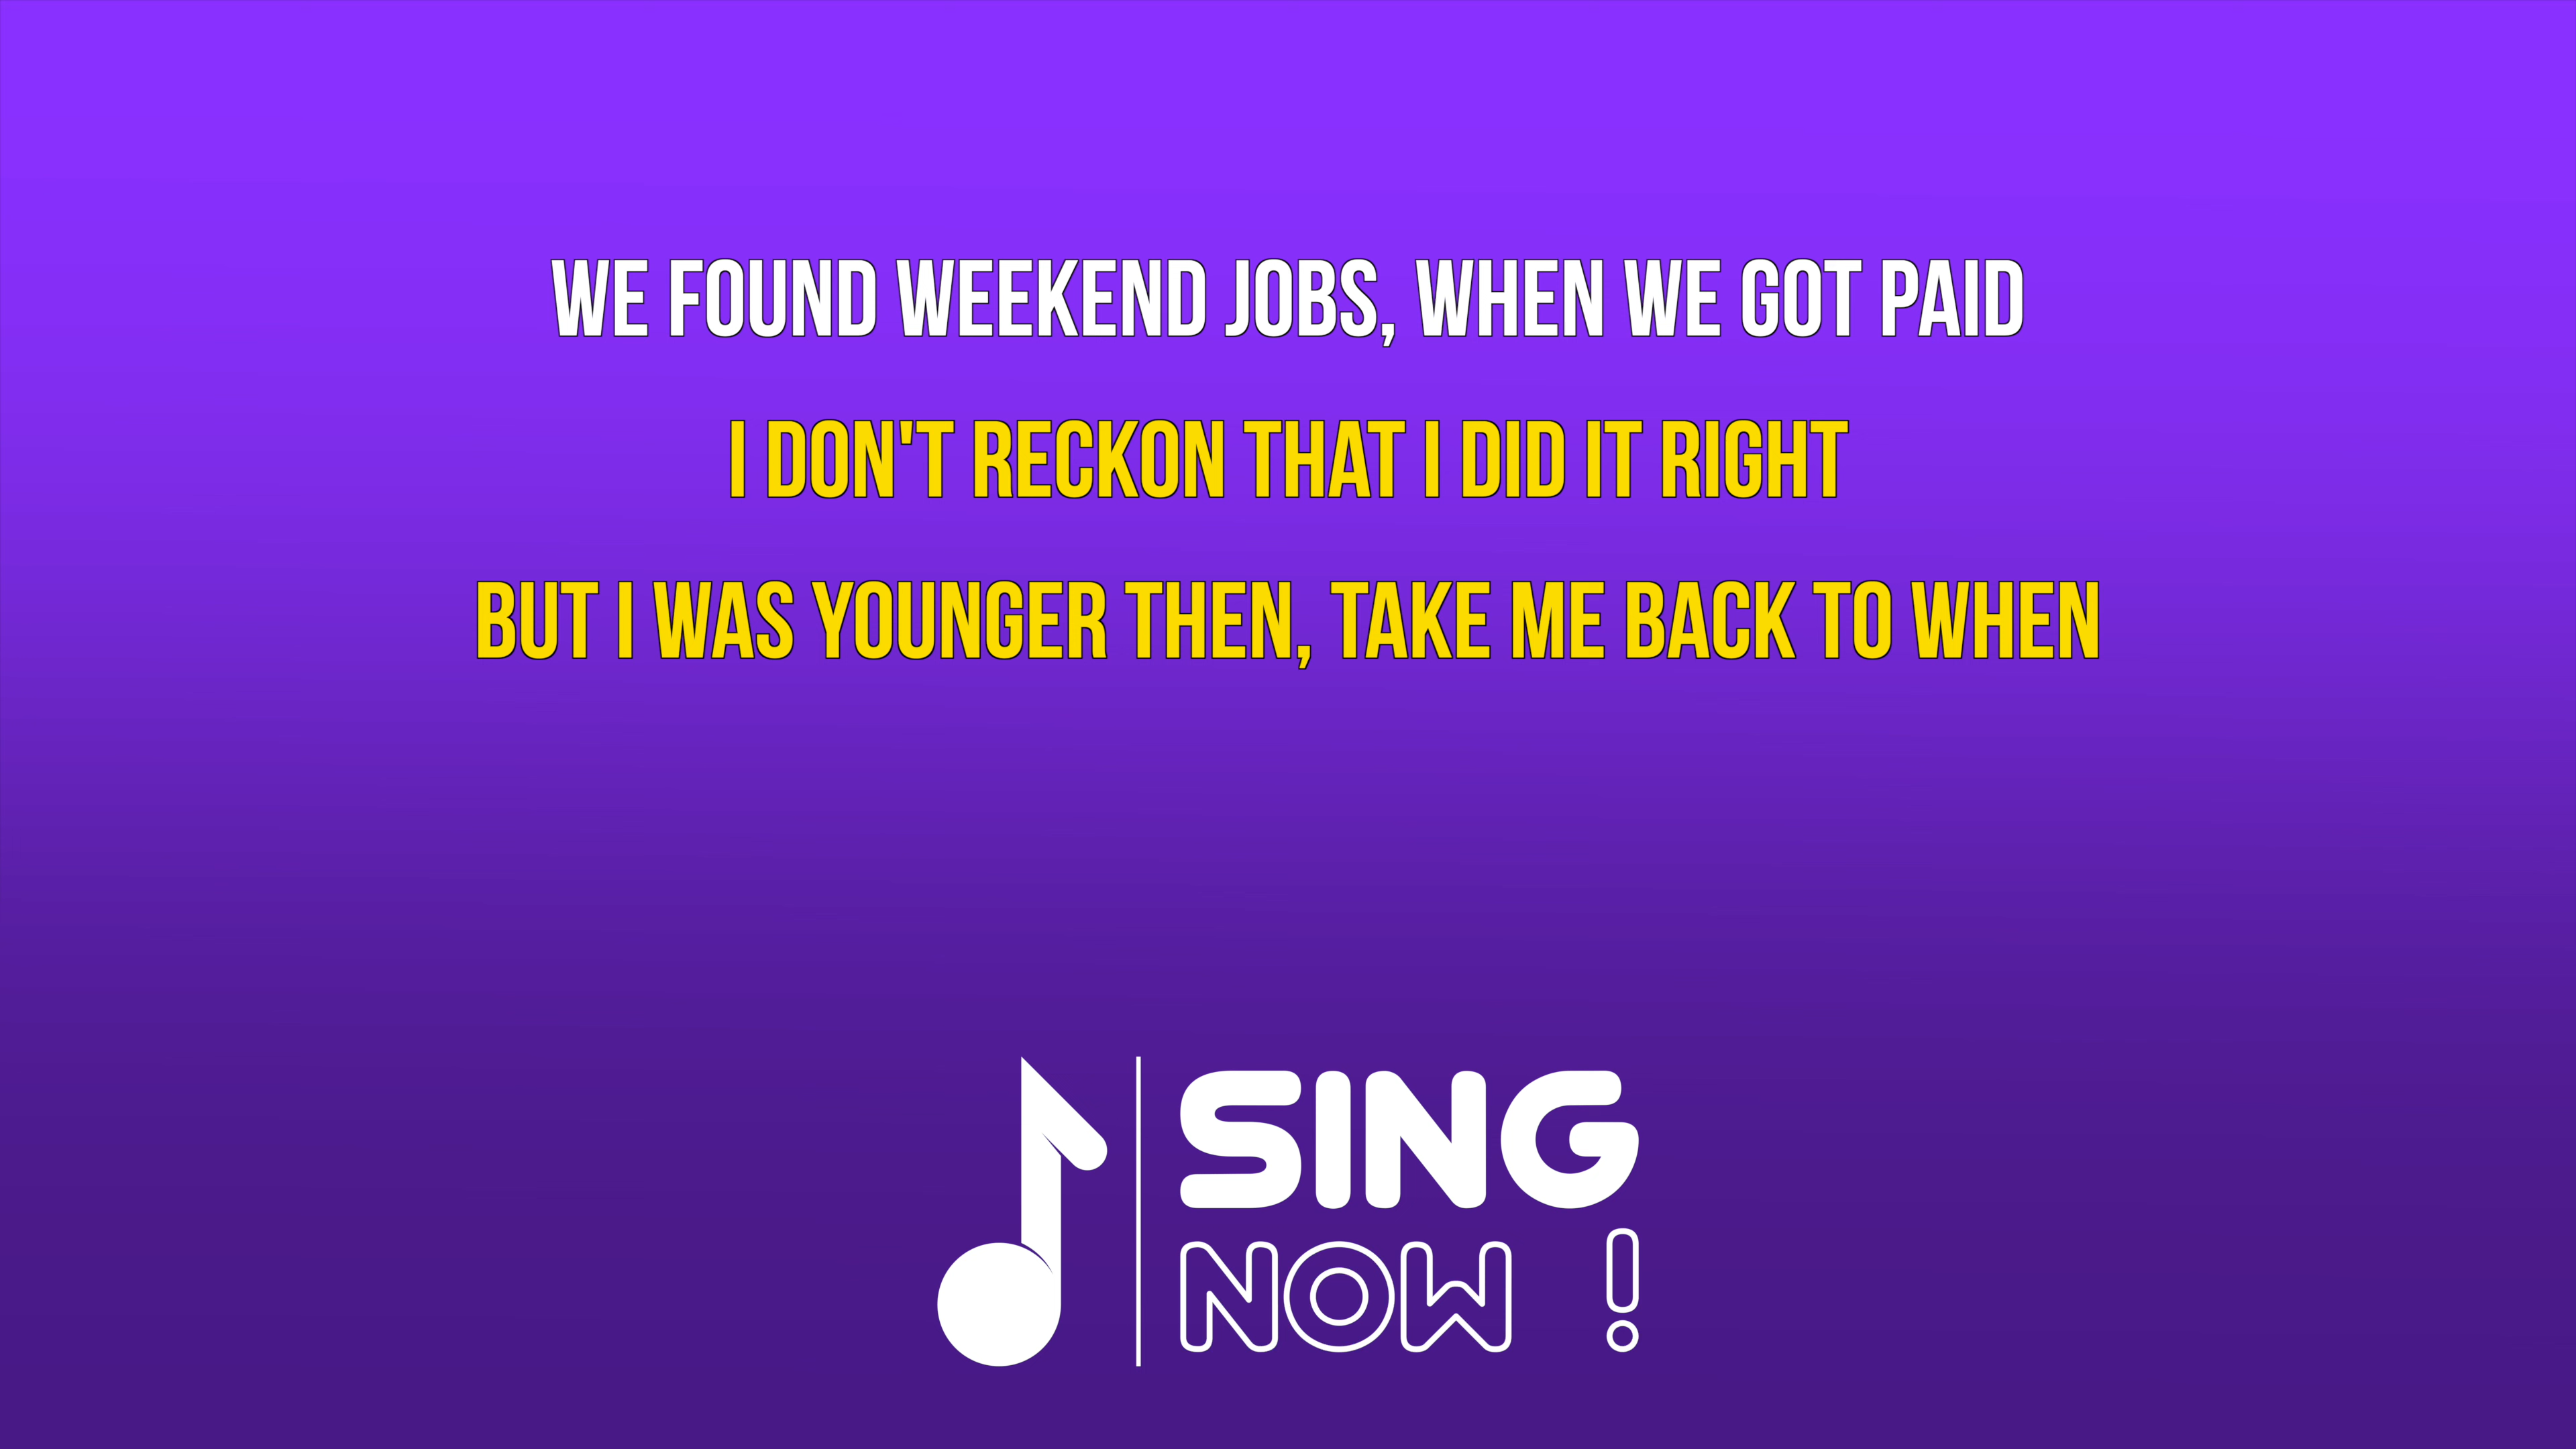 WE FOUND WEEKEND JOBS, WHEN WE GOT PAID
I DON'T RECKON THAT I DID IT RIGHT
BUT I WAS YOUNGER THEN, TAKE ME BACK TO WHEN
SING
NOW !